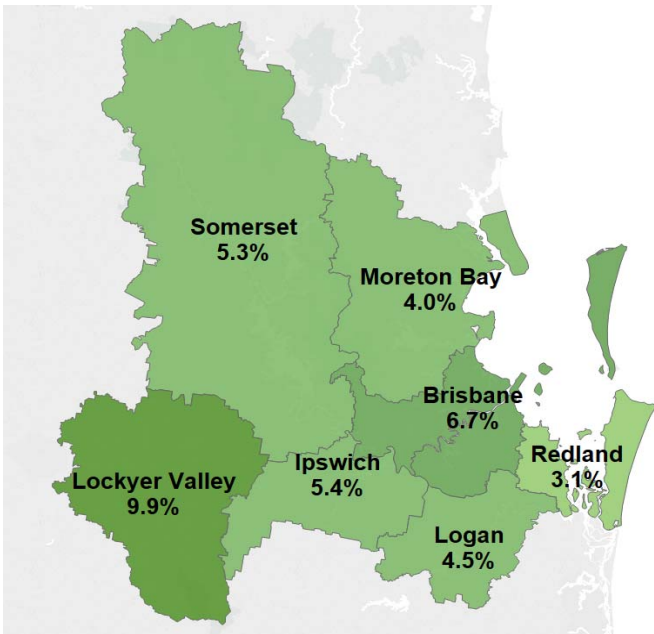 Somerset
5.3%
Moreton Bay
4.0%
Brisbane
6.7%
Redland
3.1%
Ipswich
5.4%
Lockyer Valley
9.9%
Logan
4.5%